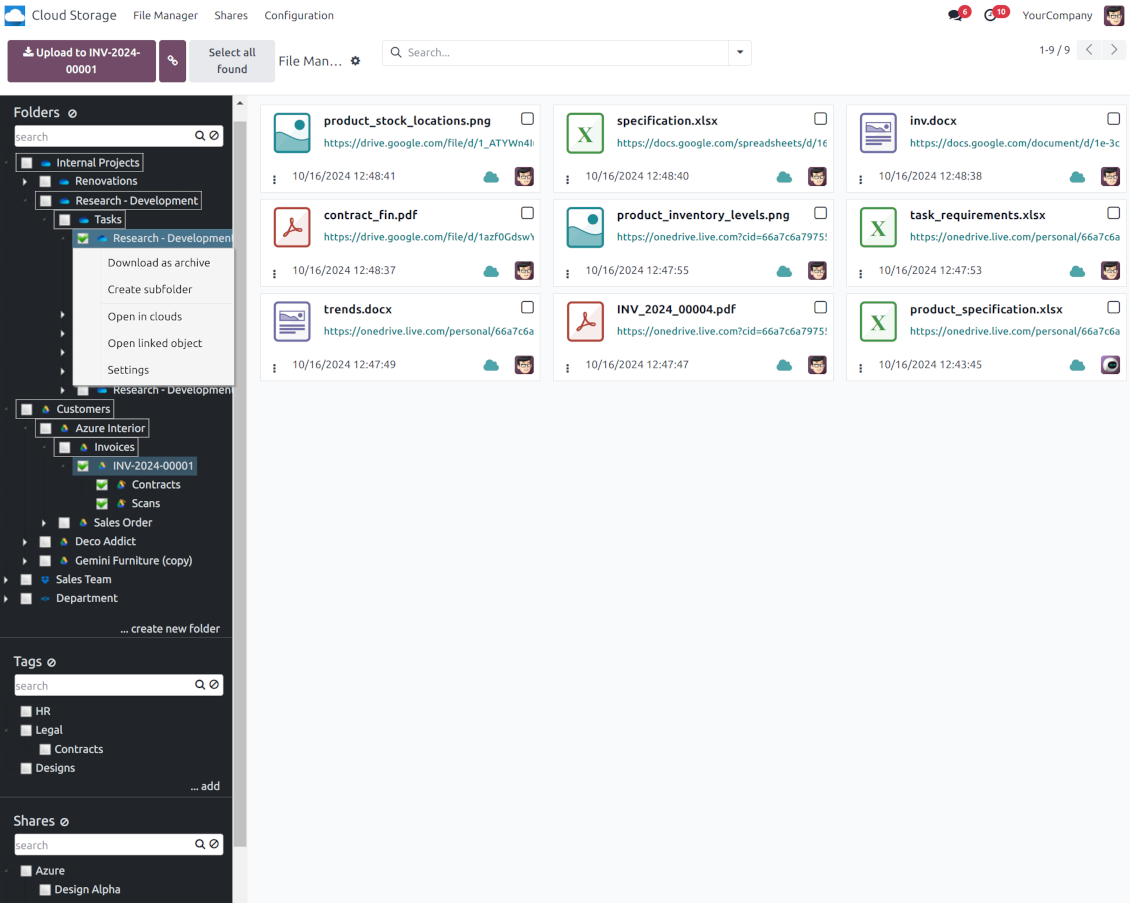 Cloud Storage File Manager Shares Configuration 6 10 YourCompany
Upload to INV-2024-
00001
Select all
found
File Man...
Search...
1-9 / 9
Folders
search
Internal Projects
Renovations
Research - Development
Tasks
Research - Development
Download as archive
Create subfolder
Open in clouds
Open linked object
Settings
Research - Development
Customers
Azure Interior
Invoices
INV-2024-00001
Contracts
Scans
Sales Order
Deco Addict
Gemini Furniture (copy)
Sales Team
Department
... create new folder
Tags
search
HR
Legal
Contracts
Designs
... add
Shares
search
Azure
Design Alpha
product_stock_locations.png
https://drive.google.com/file/d/1_ATYWn4I
10/16/2024 12:48:41
specification.xlsx
https://docs.google.com/spreadsheets/d/16
10/16/2024 12:48:40
inv.docx
https://docs.google.com/document/d/1e-3c
10/16/2024 12:48:38
contract_fin.pdf
https://drive.google.com/file/d/1azf0Gdsw
10/16/2024 12:48:37
product_inventory_levels.png
https://onedrive.live.com?cid=66a7c6a7975
10/16/2024 12:47:55
task_requirements.xlsx
https://onedrive.live.com/personal/66a7c6a
10/16/2024 12:47:53
trends.docx
https://onedrive.live.com/personal/66a7c6a
10/16/2024 12:47:49
INV_2024_00004.pdf
https://onedrive.live.com?cid=66a7c6a7975
10/16/2024 12:47:47
product_specification.xlsx
https://onedrive.live.com/personal/66a7c6a
10/16/2024 12:43:45